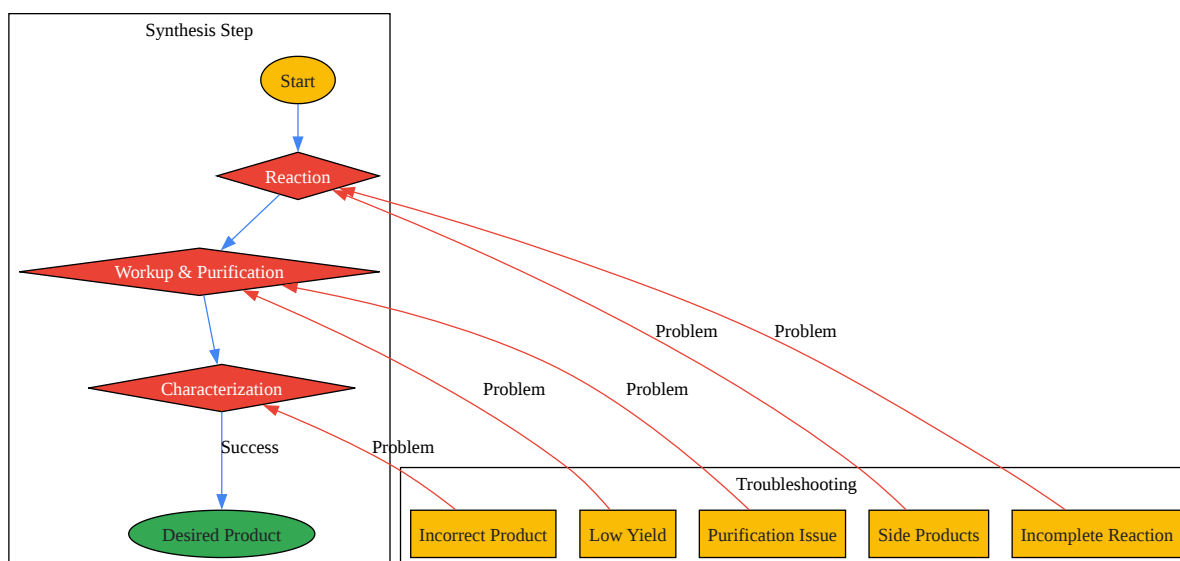 Synthesis Step
Start
Reaction
Workup & Purification
Problem
Problem
Problem
Problem
Characterization
Success
Problem
Troubleshooting
Desired Product
Incorrect Product
Low Yield
Purification Issue
Side Products
Incomplete Reaction